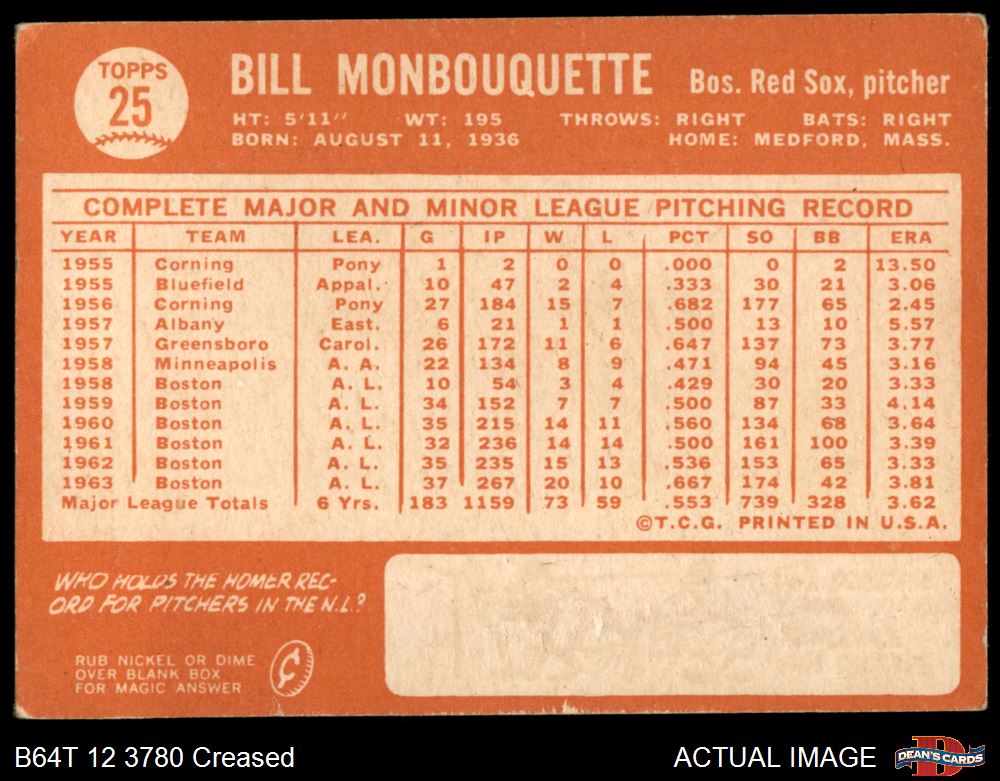 TOPPS
25
BILL MONBOUQUETTE Bos. Red Sox, pitcher
HT: 5'11" WT: 195 THROWS: RIGHT BATS: RIGHT
BORN: AUGUST 11, 1936 HOME: MEDFORD, MASS.
COMPLETE MAJOR AND MINOR LEAGUE PITCHING RECORD
YEAR TEAM LEA. G IP W L PCT SO BB ERA
1955 Corning Pony 1 2 0 0 .000 0 2 13.50
1955 Bluefield Appal. 10 47 2 4 .333 30 21 3.06
1956 Corning Pony 27 184 15 7 .682 177 65 2.45
1957 Albany East. 6 21 1 1 .500 13 10 5.57
1957 Greensboro Carol. 26 172 11 6 .647 137 73 3.77
1958 Minneapolis A. A. 22 134 8 9 .471 94 45 3.16
1958 Boston A. L. 10 54 3 4 .429 30 20 3.33
1959 Boston A. L. 34 152 7 7 .500 87 33 4.14
1960 Boston A. L. 35 215 14 11 .560 134 68 3.64
1961 Boston A. L. 32 236 14 14 .500 161 100 3.39
1962 Boston A. L. 35 235 15 13 .536 153 65 3.33
1963 Boston A. L. 37 267 20 10 .667 174 42 3.81
Major League Totals 6 Yrs. 183 1159 73 59 .553 739 328 3.62
©T.C.G. PRINTED IN U.S.A.
WHO HOLDS THE HOMER REC-
ORD FOR PITCHERS IN THE N.L.?
RUB NICKEL OR DIME
OVER BLANK BOX
FOR MAGIC ANSWER
¢
B64T 12 3780 Creased ACTUAL IMAGE
D
DEAN'S CARDS